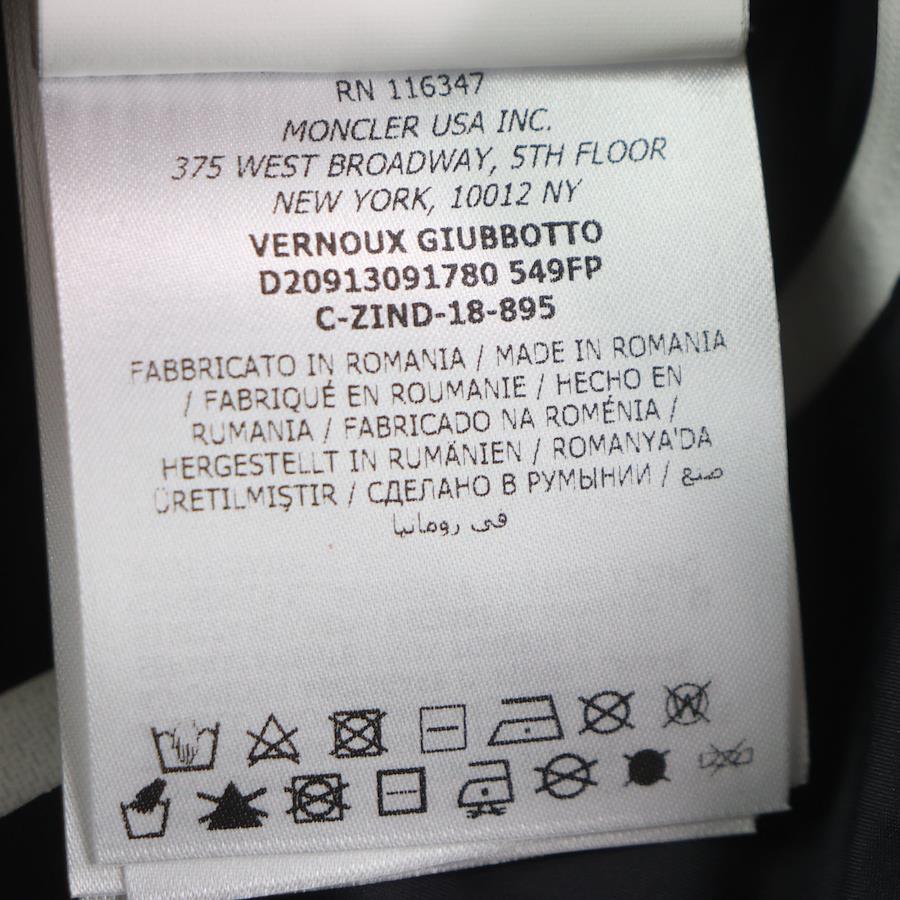 RN 116347
MONCLER USA INC.
375 WEST BROADWAY, 5TH FLOOR
NEW YORK, 10012 NY
VERNOUX GIUBBOTTO
D20913091780 549FP
C-ZIND-18-895
FABBRICATO IN ROMANIA / MADE IN ROMANIA
/ FABRIQUÉ EN ROUMANIE / HECHO EN
RUMANIA / FABRICADO NA ROMÉNIA /
HERGESTELLT IN RUMÄNIEN / ROMANYA'DA
ÜRETILMIŞTIR / СДЕЛАНО В РУМЫНИИ / صنع
في رومانيا
W